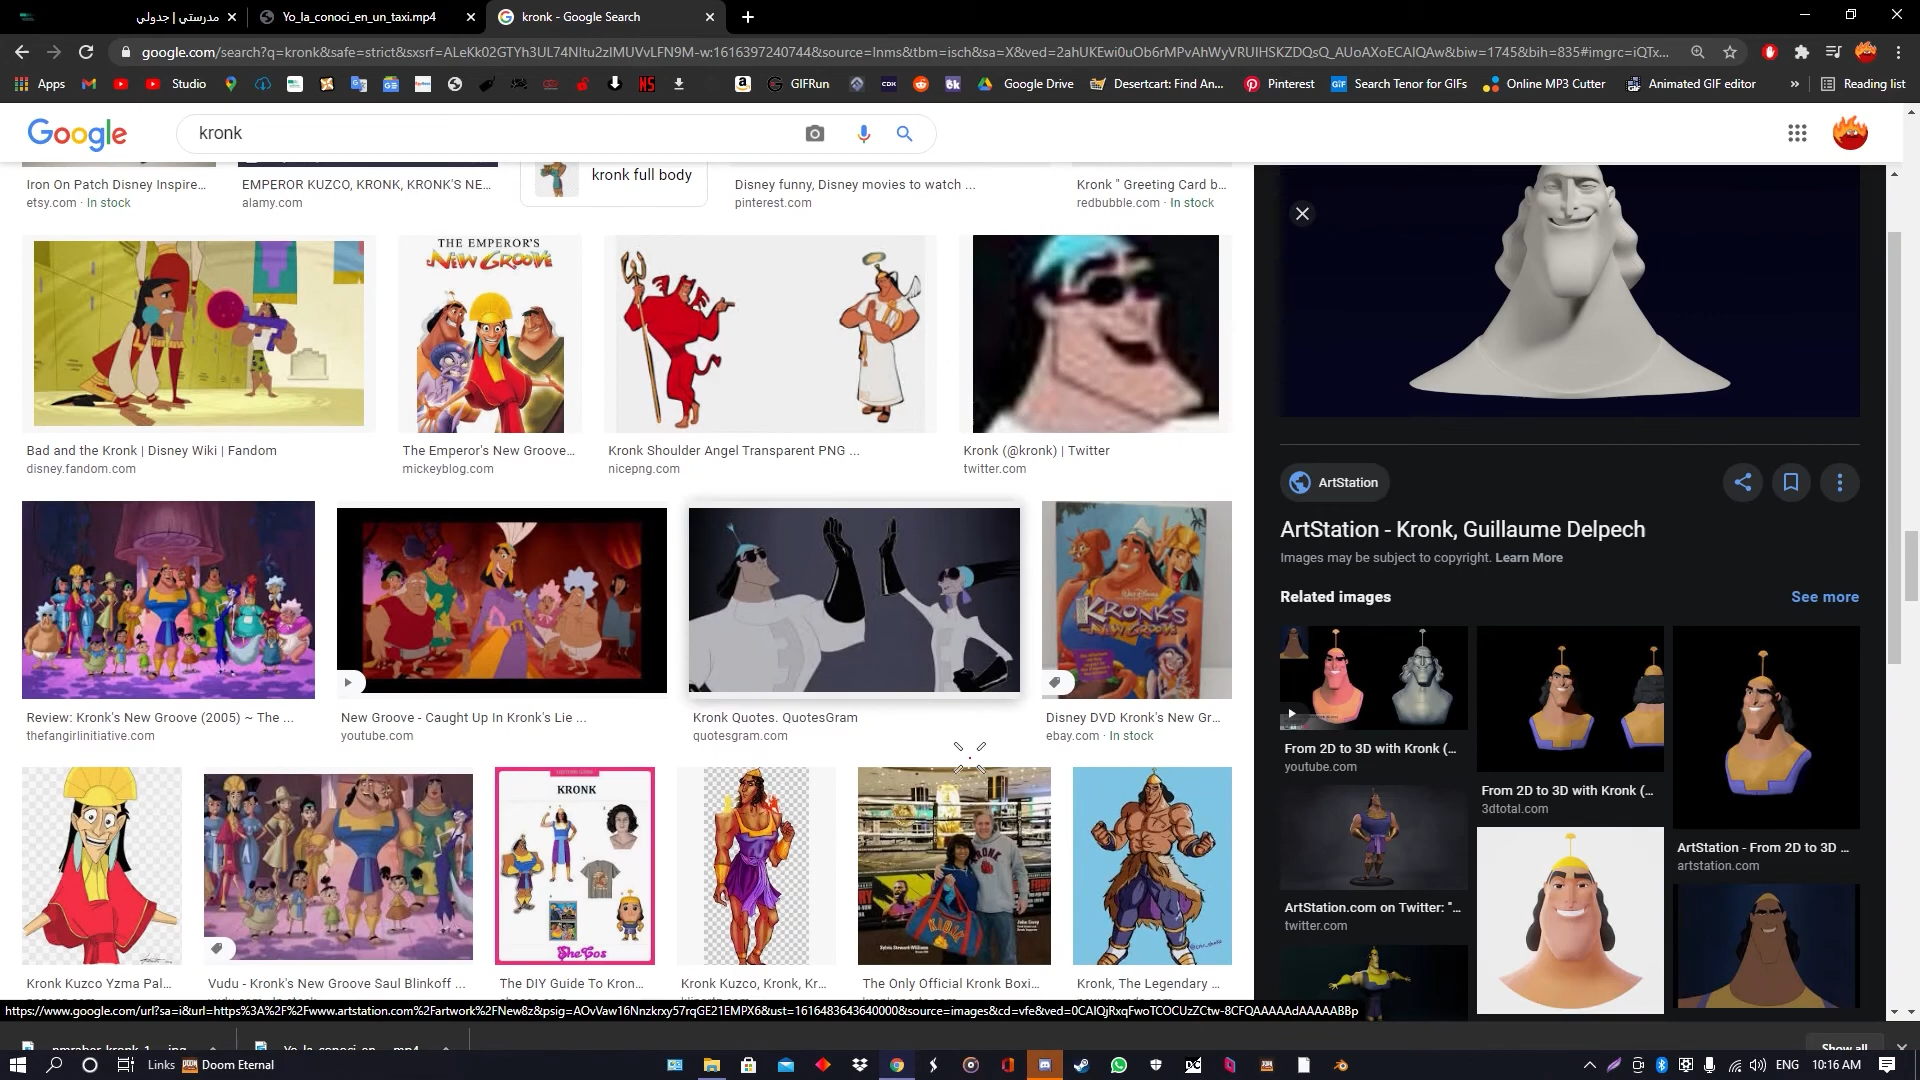 مدرستي | جدولي
Yo_la_conoci_en_un_taxi.mp4
kronk - Google Search
google.com/search?q=kronk&safe=strict&sxsrf=ALeKk02GTYh3UL74NItu2zIMUVvLFN9M-w:1616397240744&source=lnms&tbm=isch&sa=X&ved=2ahUKEwi0uOb6rMPvAhWyVRUIHSKZDQsQ_AUoAXoECAIQAw&biw=1745&bih=835#imgrc=iQTx...
Apps
Studio
NS
CDK
6k
GIFRun
Google Drive
Desertcart: Find An...
Pinterest
GIF
Search Tenor for GIFs
Online MP3 Cutter
Animated GIF editor
Reading list
Google
kronk
Iron On Patch Disney Inspire...
etsy.com · In stock
EMPEROR KUZCO, KRONK, KRONK'S NE...
alamy.com
kronk full body
Disney funny, Disney movies to watch ...
pinterest.com
Kronk " Greeting Card b...
redbubble.com · In stock
THE EMPEROR'S
NEW GROOVE
Bad and the Kronk | Disney Wiki | Fandom
disney.fandom.com
The Emperor's New Groove...
mickeyblog.com
Kronk Shoulder Angel Transparent PNG ...
nicepng.com
Kronk (@kronk) | Twitter
twitter.com
KRONK'S
NEW GROOVE
Review: Kronk's New Groove (2005) ~ The ...
thefangirlinitiative.com
New Groove - Caught Up In Kronk's Lie ...
youtube.com
Kronk Quotes. QuotesGram
quotesgram.com
Disney DVD Kronk's New Gr...
ebay.com · In stock
KRONK
SheCos
KRONK
Kronk Kuzco Yzma Pal...
Vudu - Kronk's New Groove Saul Blinkoff ...
The DIY Guide To Kron...
Kronk Kuzco, Kronk, Kr...
The Only Official Kronk Boxi...
Kronk, The Legendary ...
ArtStation
ArtStation - Kronk, Guillaume Delpech
Images may be subject to copyright. Learn More
Related images
See more
From 2D to 3D with Kronk (...
youtube.com
From 2D to 3D with Kronk (...
3dtotal.com
ArtStation - From 2D to 3D ...
artstation.com
ArtStation.com on Twitter: "...
twitter.com
https://www.google.com/url?sa=i&url=https%3A%2F%2Fwww.artstation.com%2Fartwork%2FNew8z&psig=AOvVaw16Nnzkrxy57rqGE21EMPX6&ust=1616483643640000&source=images&cd=vfe&ved=0CAIQjRxqFwoTCOCUzZCtw-8CFQAAAAAdAAAAABBp
Show all
Links
Doom Eternal
ENG
10:16 AM